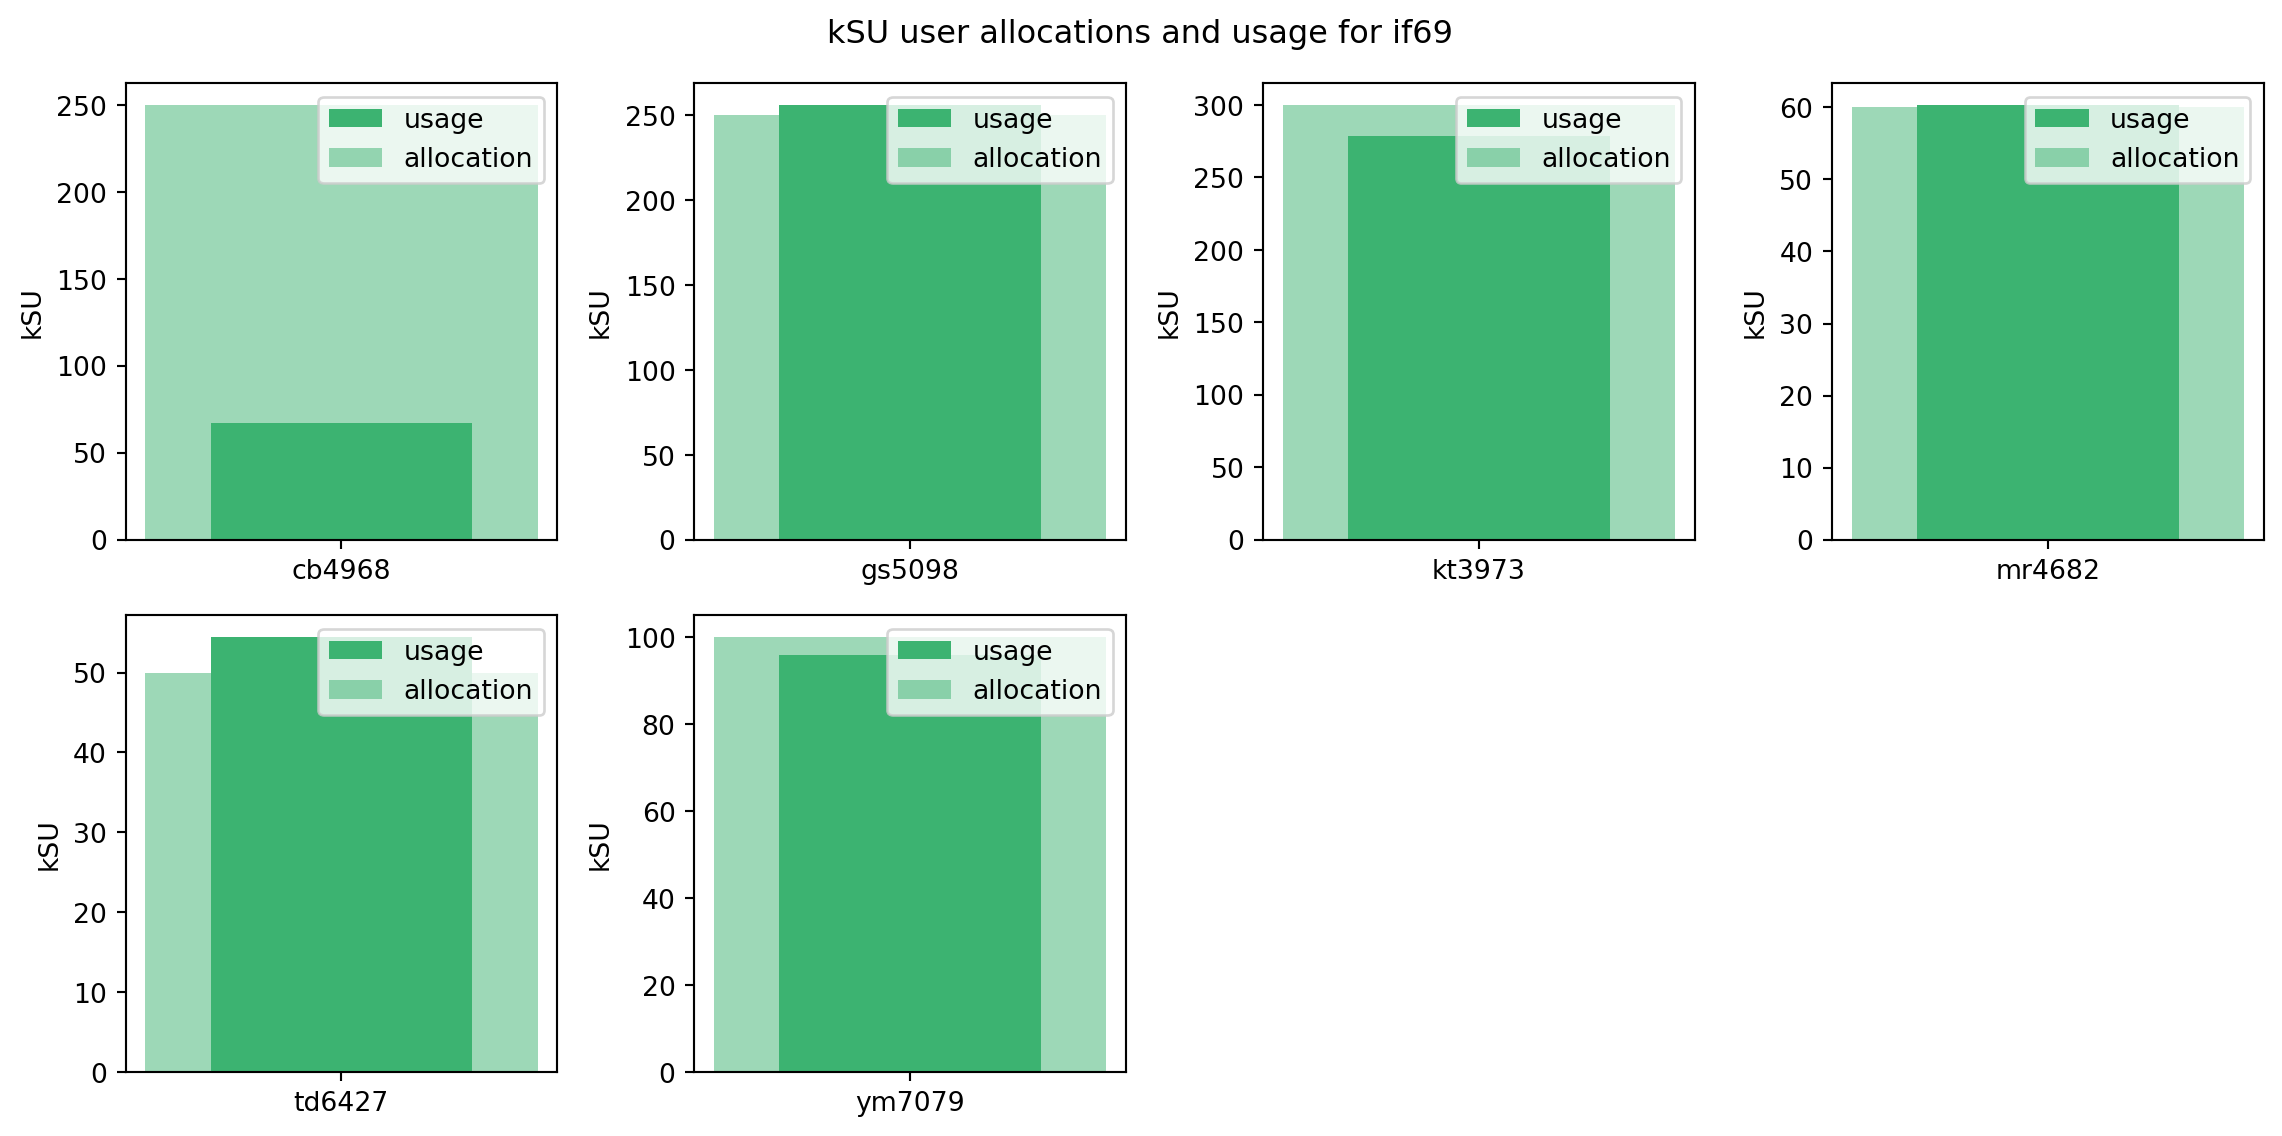 kSU user allocations and usage for if69
250
200
150
100
50
0
kSU
usage
allocation
cb4968
250
200
150
100
50
0
kSU
usage
allocation
gs5098
300
250
200
150
100
50
0
kSU
usage
allocation
kt3973
60
50
40
30
20
10
0
kSU
usage
allocation
mr4682
50
40
30
20
10
0
kSU
usage
allocation
td6427
100
80
60
40
20
0
kSU
usage
allocation
ym7079